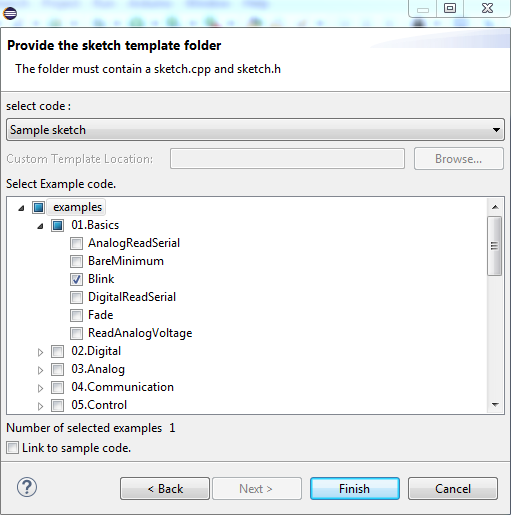 Provide the sketch template folder
The folder must contain a sketch.cpp and sketch.h
select code :
Sample sketch
Custom Template Location:
Browse...
Select Example code.
examples
01.Basics
AnalogReadSerial
BareMinimum
Blink
DigitalReadSerial
Fade
ReadAnalogVoltage
02.Digital
03.Analog
04.Communication
05.Control
Number of selected examples 1
Link to sample code.
?
< Back
Next >
Finish
Cancel